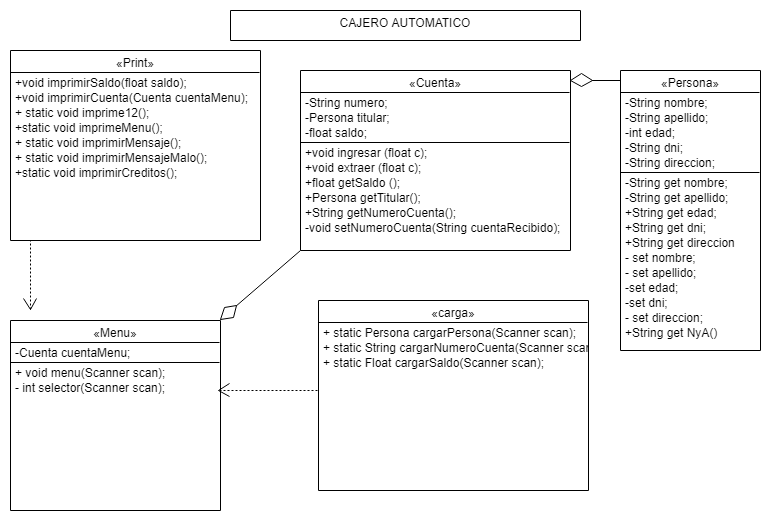 CAJERO AUTOMATICO
«Print»
+void imprimirSaldo(float saldo);
+void imprimirCuenta(Cuenta cuentaMenu);
+ static void imprime12();
+static void imprimeMenu();
+ static void imprimirMensaje();
+ static void imprimirMensajeMalo();
+static void imprimirCreditos();
«Cuenta»
-String numero;
-Persona titular;
-float saldo;
+void ingresar (float c);
+void extraer (float c);
+float getSaldo ();
+Persona getTitular();
+String getNumeroCuenta();
-void setNumeroCuenta(String cuentaRecibido);
«Persona»
-String nombre;
-String apellido;
-int edad;
-String dni;
-String direccion;
-String get nombre;
-String get apellido;
+String get edad;
+String get dni;
+String get direccion
- set nombre;
- set apellido;
-set edad;
-set dni;
- set direccion;
+String get NyA()
«Menu»
-Cuenta cuentaMenu;
+ void menu(Scanner scan);
- int selector(Scanner scan);
«carga»
+ static Persona cargarPersona(Scanner scan);
+ static String cargarNumeroCuenta(Scanner scan
+ static Float cargarSaldo(Scanner scan);